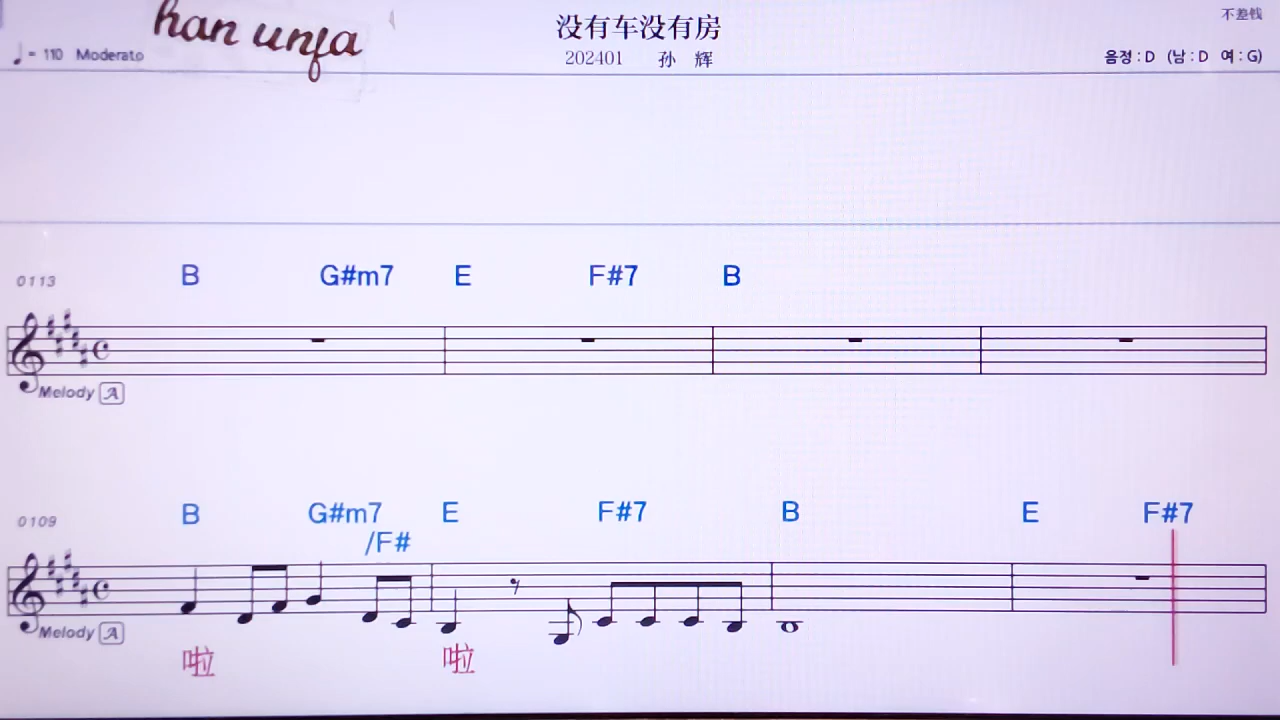 han unfa
没有车没有房
不差钱
♩= 110 Moderato
202401 孙 辉
음정 : D (남 : D 여 : G)
0113
B G#m7 E F#7 B
Melody A
0109
B G#m7 E F#7 B E F#7
/F#
Melody A
啦 啦